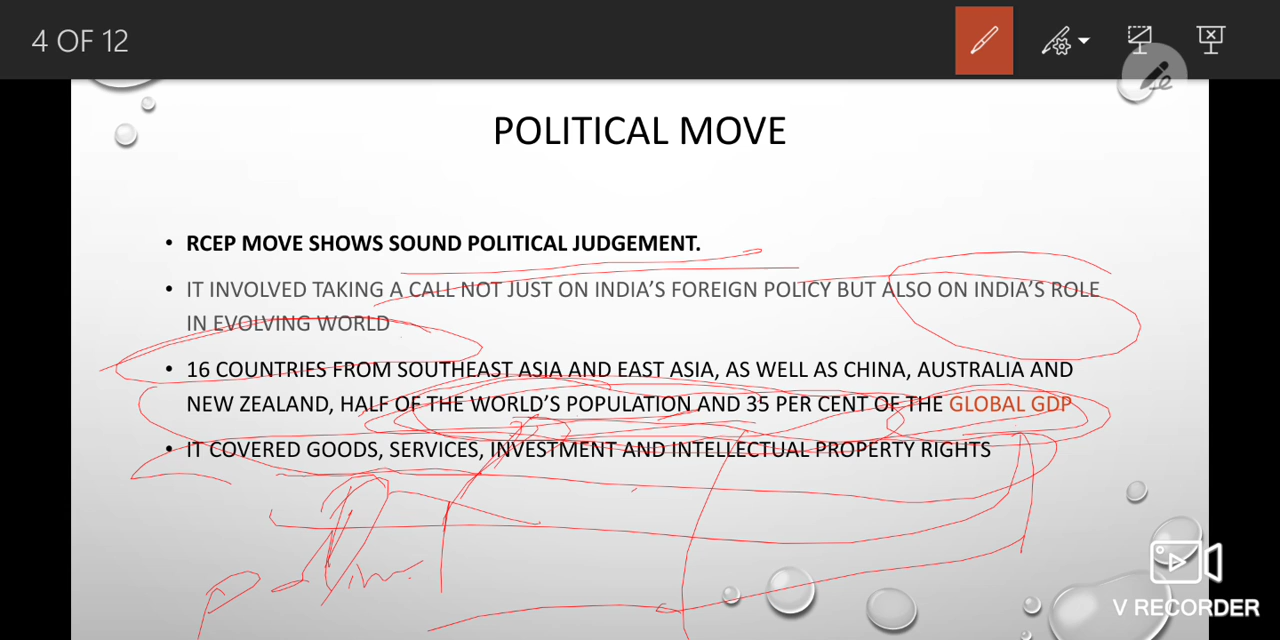 4 OF 12
POLITICAL MOVE
• RCEP MOVE SHOWS SOUND POLITICAL JUDGEMENT.
• IT INVOLVED TAKING A CALL NOT JUST ON INDIA'S FOREIGN POLICY BUT ALSO ON INDIA'S ROLE
IN EVOLVING WORLD
• 16 COUNTRIES FROM SOUTHEAST ASIA AND EAST ASIA, AS WELL AS CHINA, AUSTRALIA AND
NEW ZEALAND, HALF OF THE WORLD'S POPULATION AND 35 PER CENT OF THE GLOBAL GDP
• IT COVERED GOODS, SERVICES, INVESTMENT AND INTELLECTUAL PROPERTY RIGHTS
V RECORDER